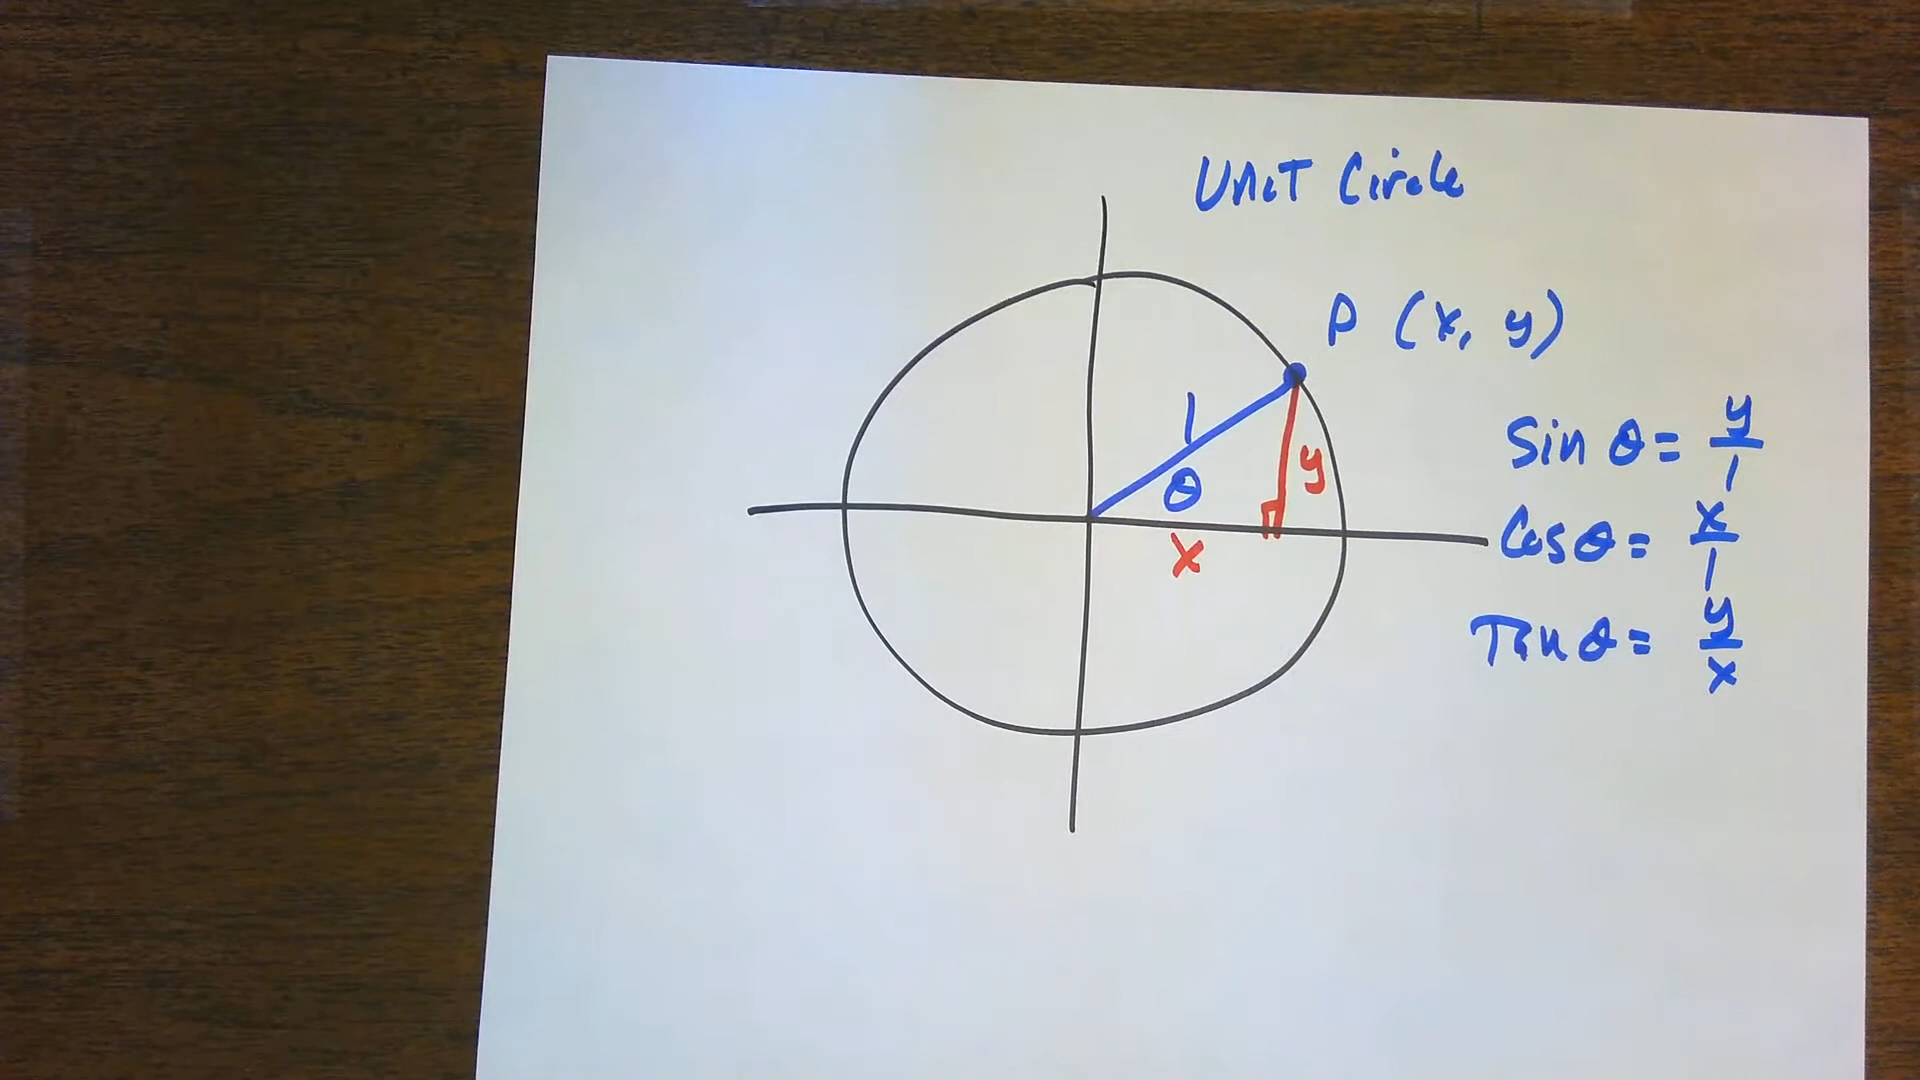 Unit Circle
P (x, y)
1
θ
y
x
Sin θ = y/1
Cos θ = x/1
Tan θ = y/x